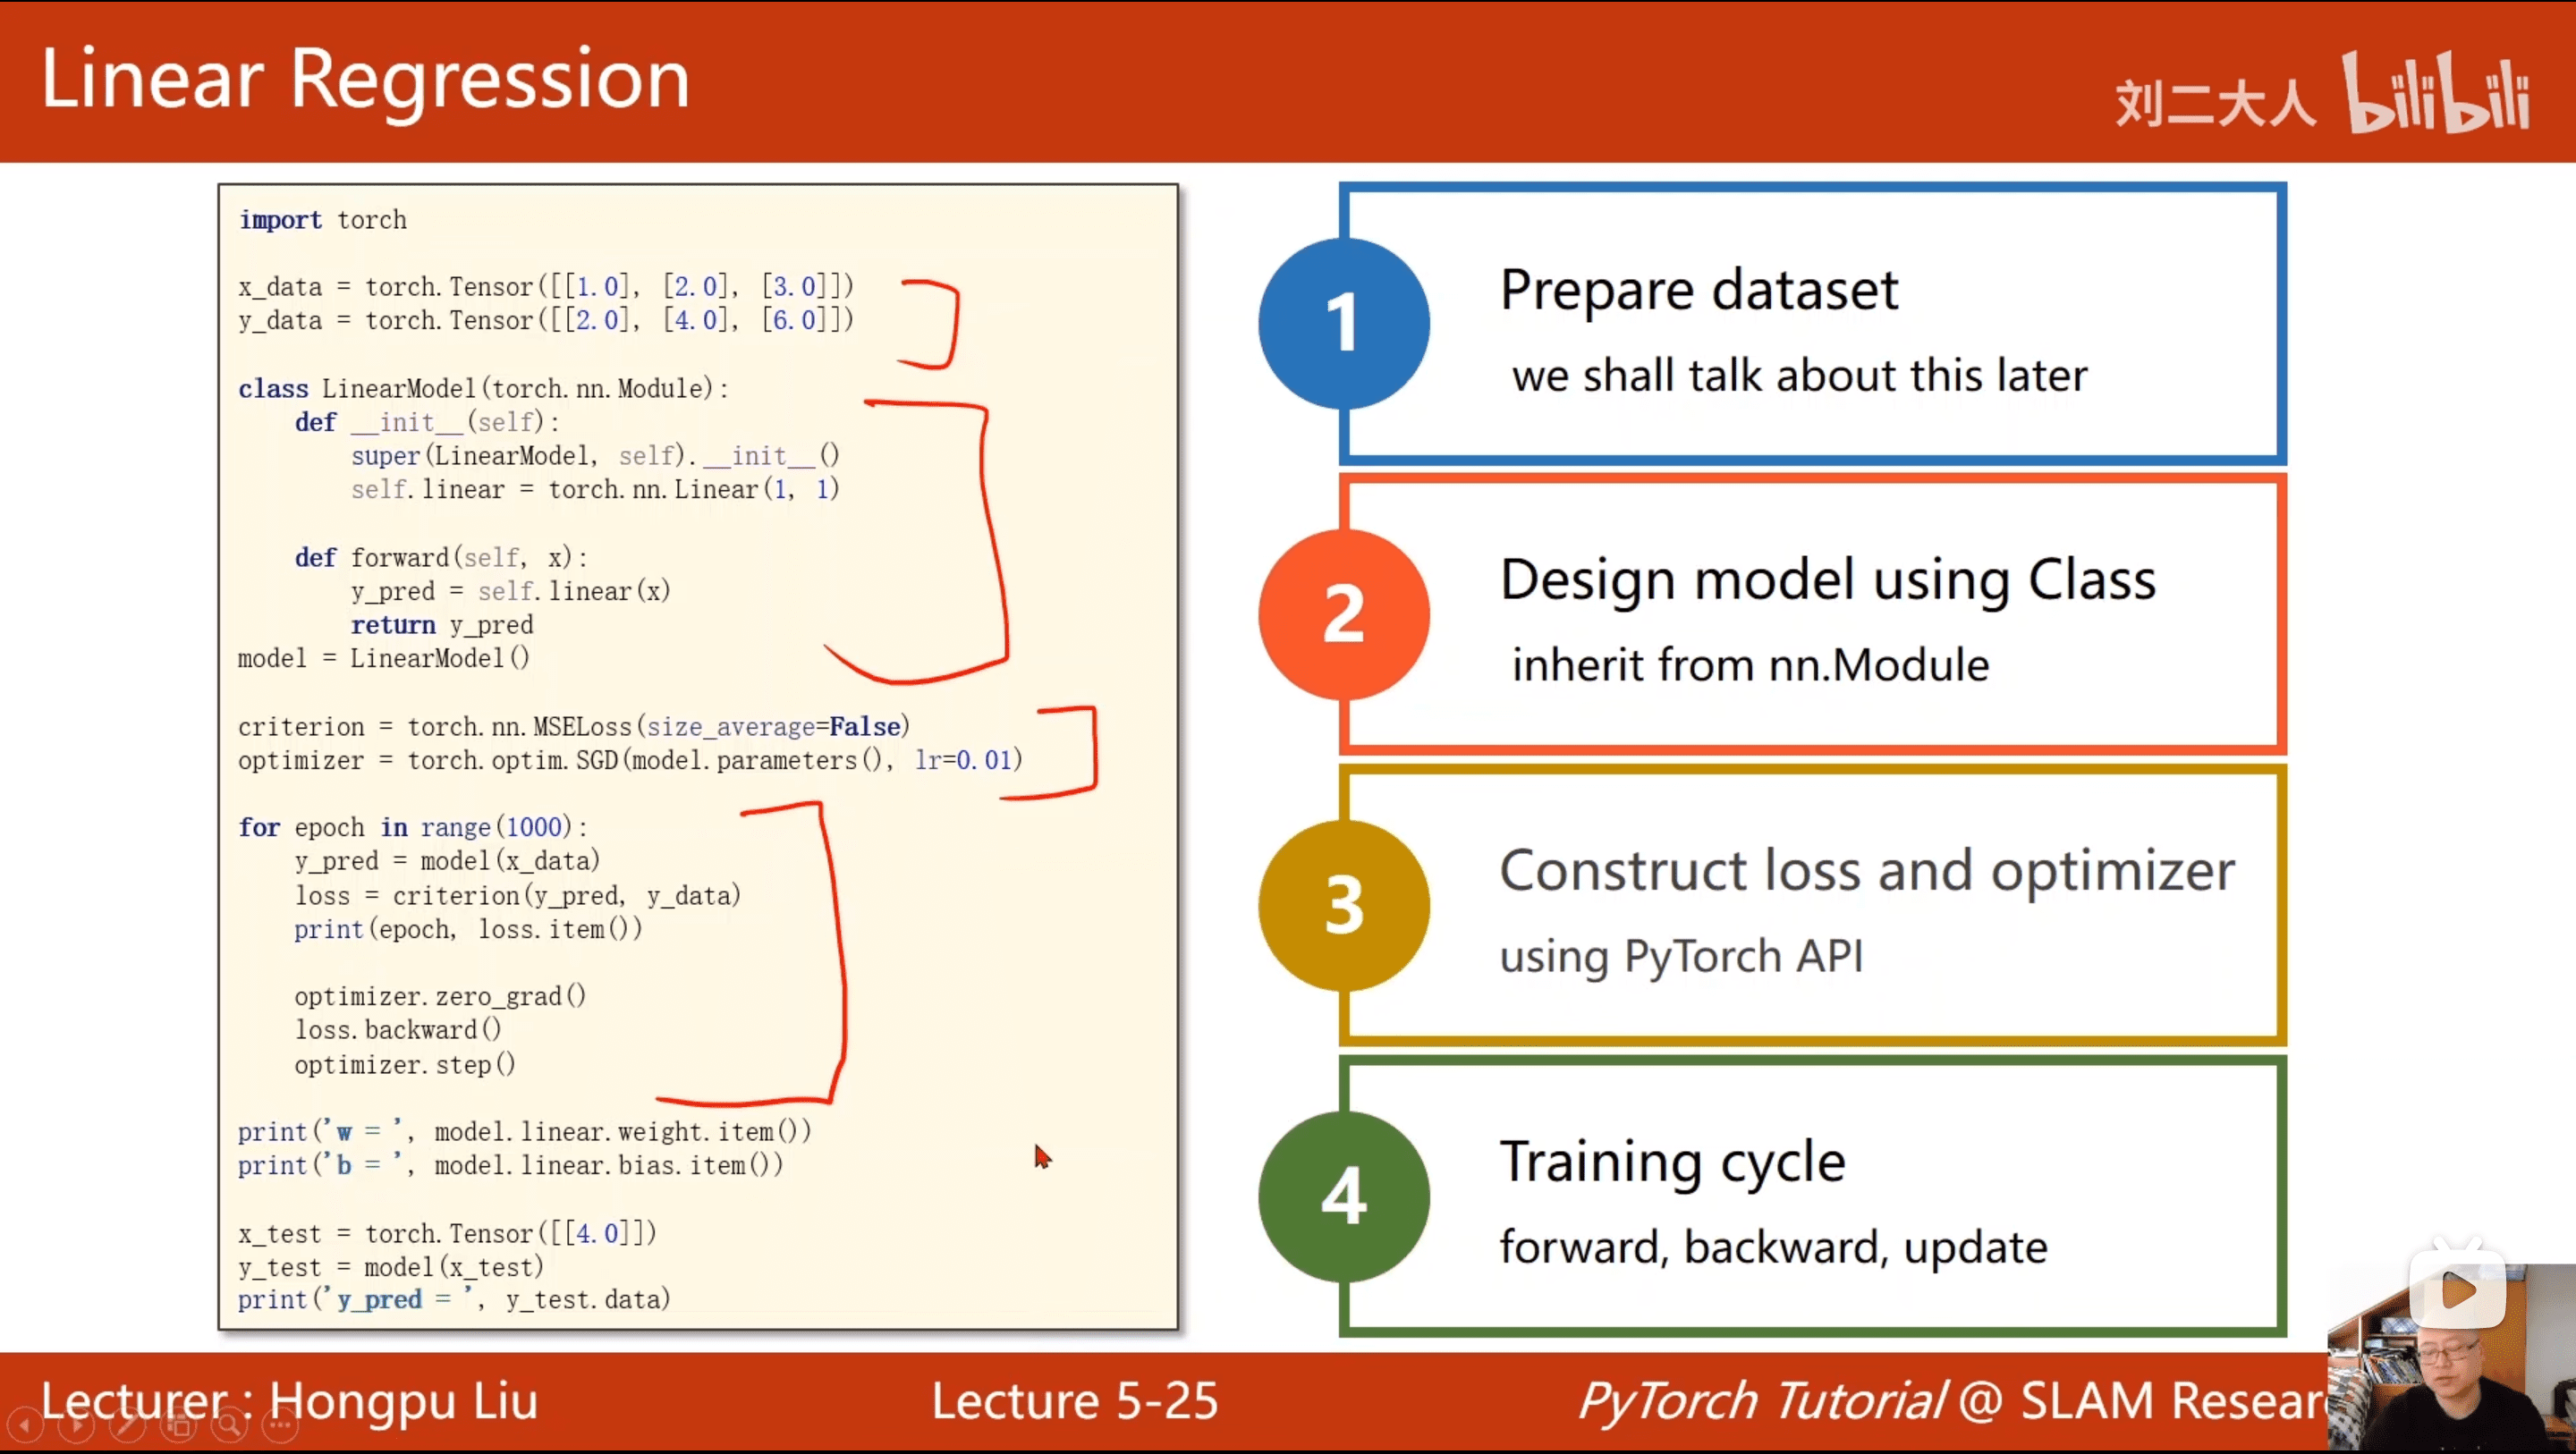 Linear Regression
刘二大人 bilibili
import torch
x_data = torch.Tensor([[1.0], [2.0], [3.0]])
y_data = torch.Tensor([[2.0], [4.0], [6.0]])
class LinearModel(torch.nn.Module):
    def __init__(self):
        super(LinearModel, self).__init__()
        self.linear = torch.nn.Linear(1, 1)
    def forward(self, x):
        y_pred = self.linear(x)
        return y_pred
model = LinearModel()
criterion = torch.nn.MSELoss(size_average=False)
optimizer = torch.optim.SGD(model.parameters(), lr=0.01)
for epoch in range(1000):
    y_pred = model(x_data)
    loss = criterion(y_pred, y_data)
    print(epoch, loss.item())
    optimizer.zero_grad()
    loss.backward()
    optimizer.step()
print('w = ', model.linear.weight.item())
print('b = ', model.linear.bias.item())
x_test = torch.Tensor([[4.0]])
y_test = model(x_test)
print('y_pred = ', y_test.data)
1
Prepare dataset
we shall talk about this later
2
Design model using Class
inherit from nn.Module
3
Construct loss and optimizer
using PyTorch API
4
Training cycle
forward, backward, update
Lecturer : Hongpu Liu
Lecture 5-25
PyTorch Tutorial @ SLAM Resear